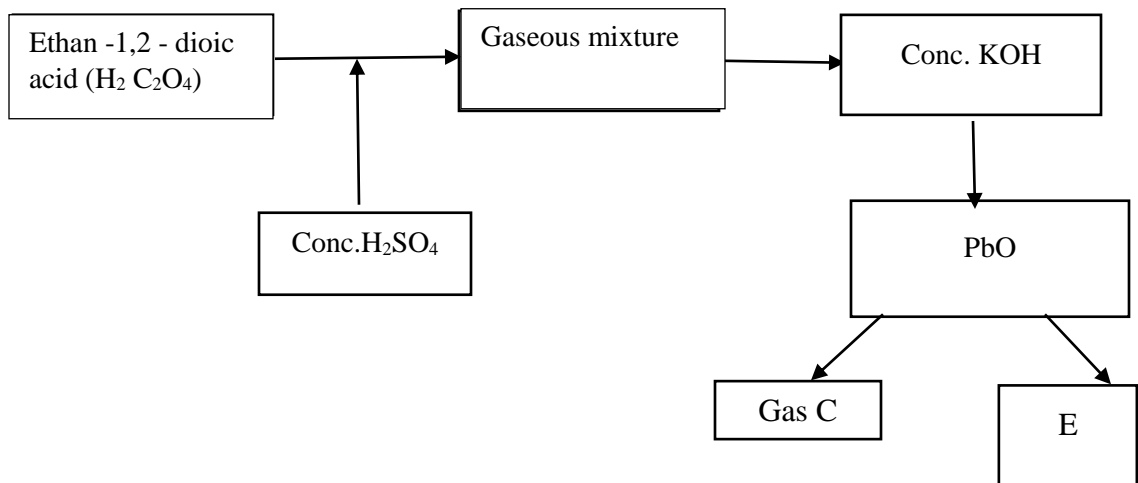 Ethan -1,2 - dioic
acid (H₂ C₂O₄)
Gaseous mixture
Conc. KOH
Conc.H₂SO₄
PbO
Gas C
E